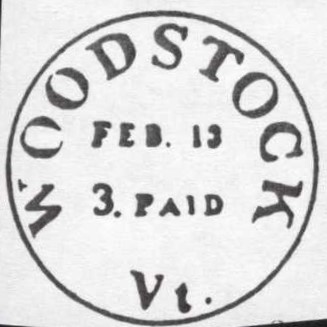 WOODSTOCK
FEB. 13
3. PAID
Vt.